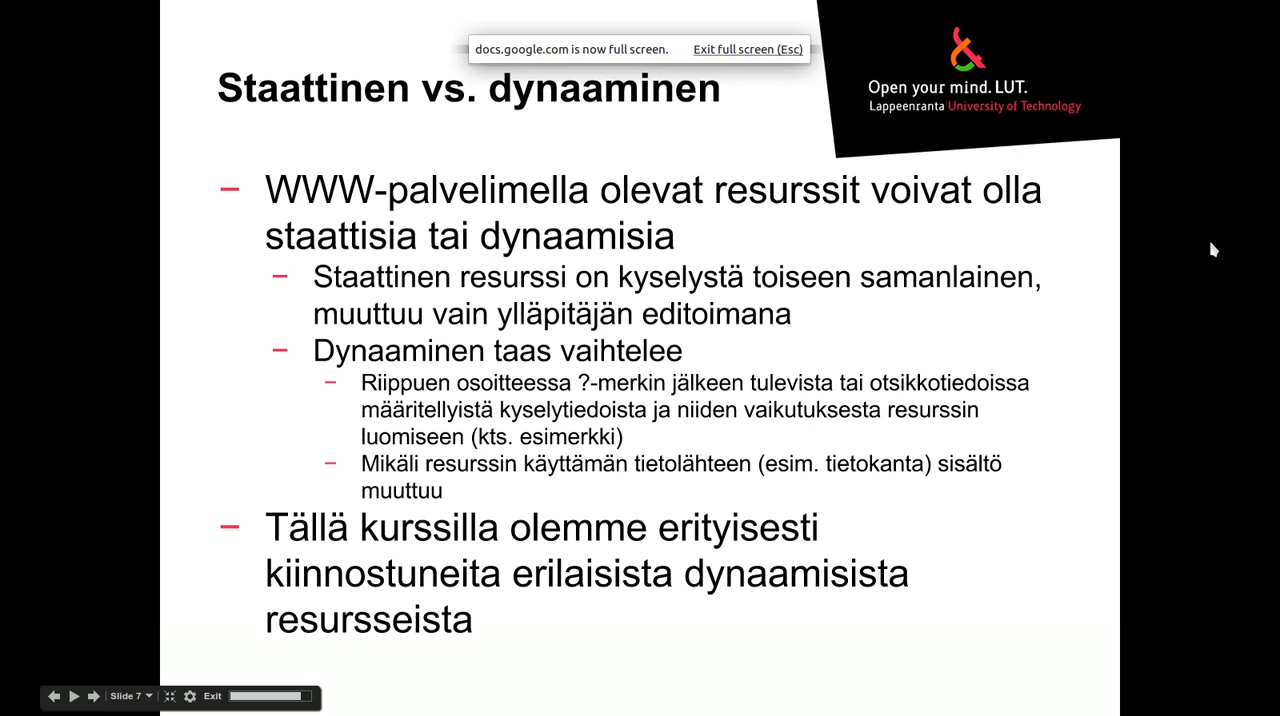 docs.google.com is now full screen. Exit full screen (Esc)
Staattinen vs. dynaaminen
Open your mind. LUT.
Lappeenranta University of Technology
– WWW-palvelimella olevat resurssit voivat olla
staattisia tai dynaamisia
– Staattinen resurssi on kyselystä toiseen samanlainen,
muuttuu vain ylläpitäjän editoimana
– Dynaaminen taas vaihtelee
– Riippuen osoitteessa ?-merkin jälkeen tulevista tai otsikkotiedoissa
määritellyistä kyselytiedoista ja niiden vaikutuksesta resurssin
luomiseen (kts. esimerkki)
– Mikäli resurssin käyttämän tietolähteen (esim. tietokanta) sisältö
muuttuu
– Tällä kurssilla olemme erityisesti
kiinnostuneita erilaisista dynaamisista
resursseista
Slide 7 Exit